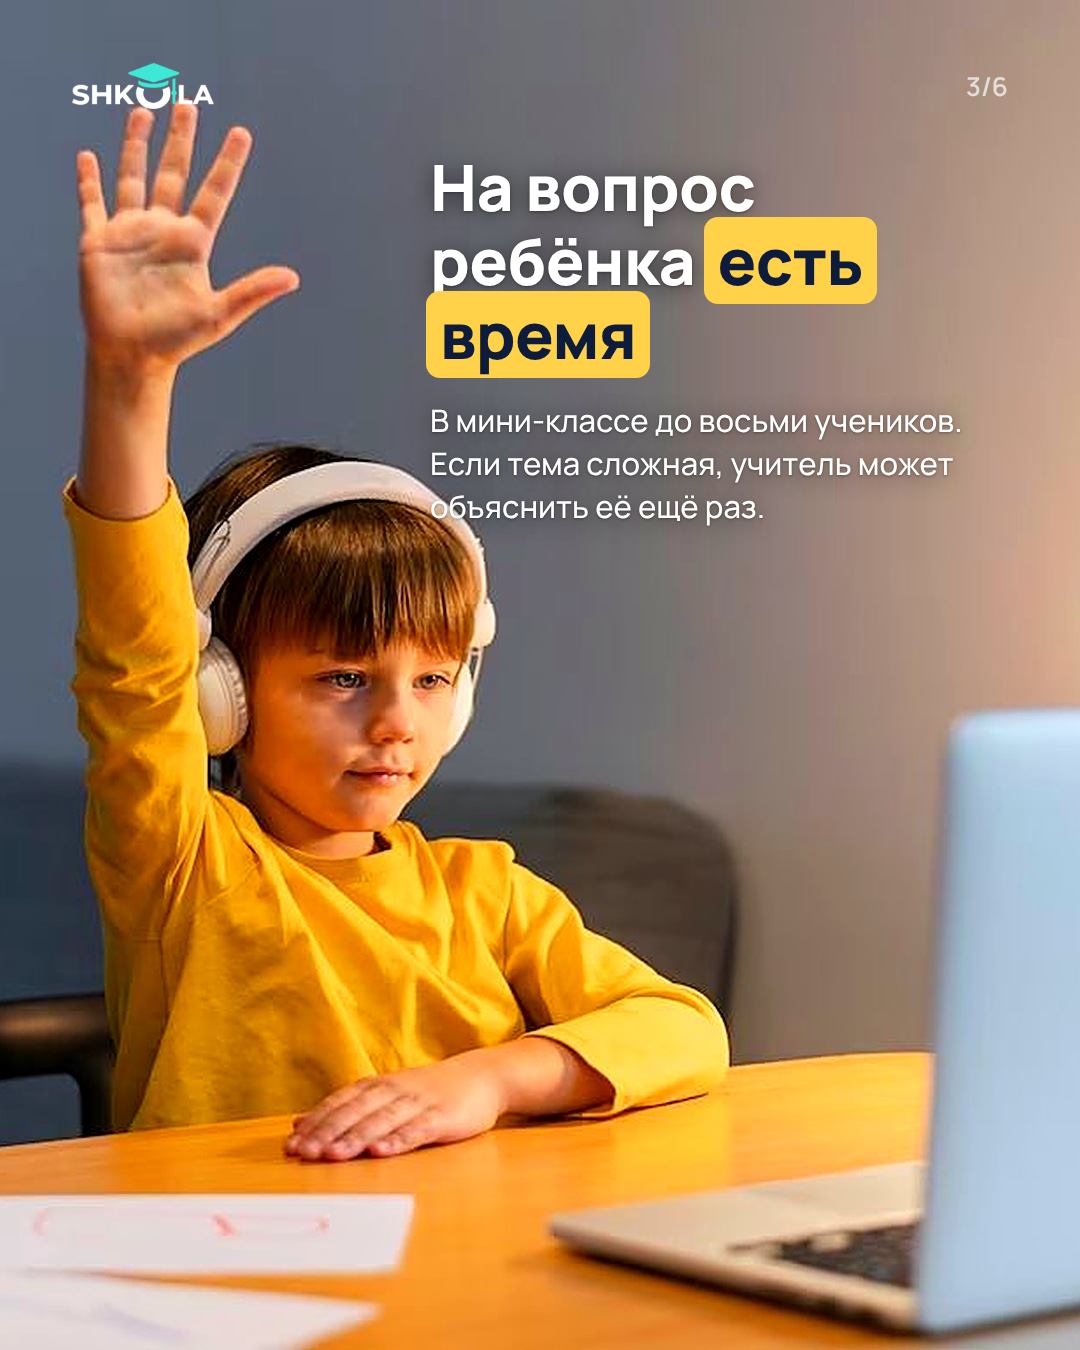 SHKOLA
3/6
На вопрос
ребёнка есть
время
В мини-классе до восьми учеников.
Если тема сложная, учитель может
объяснить её ещё раз.